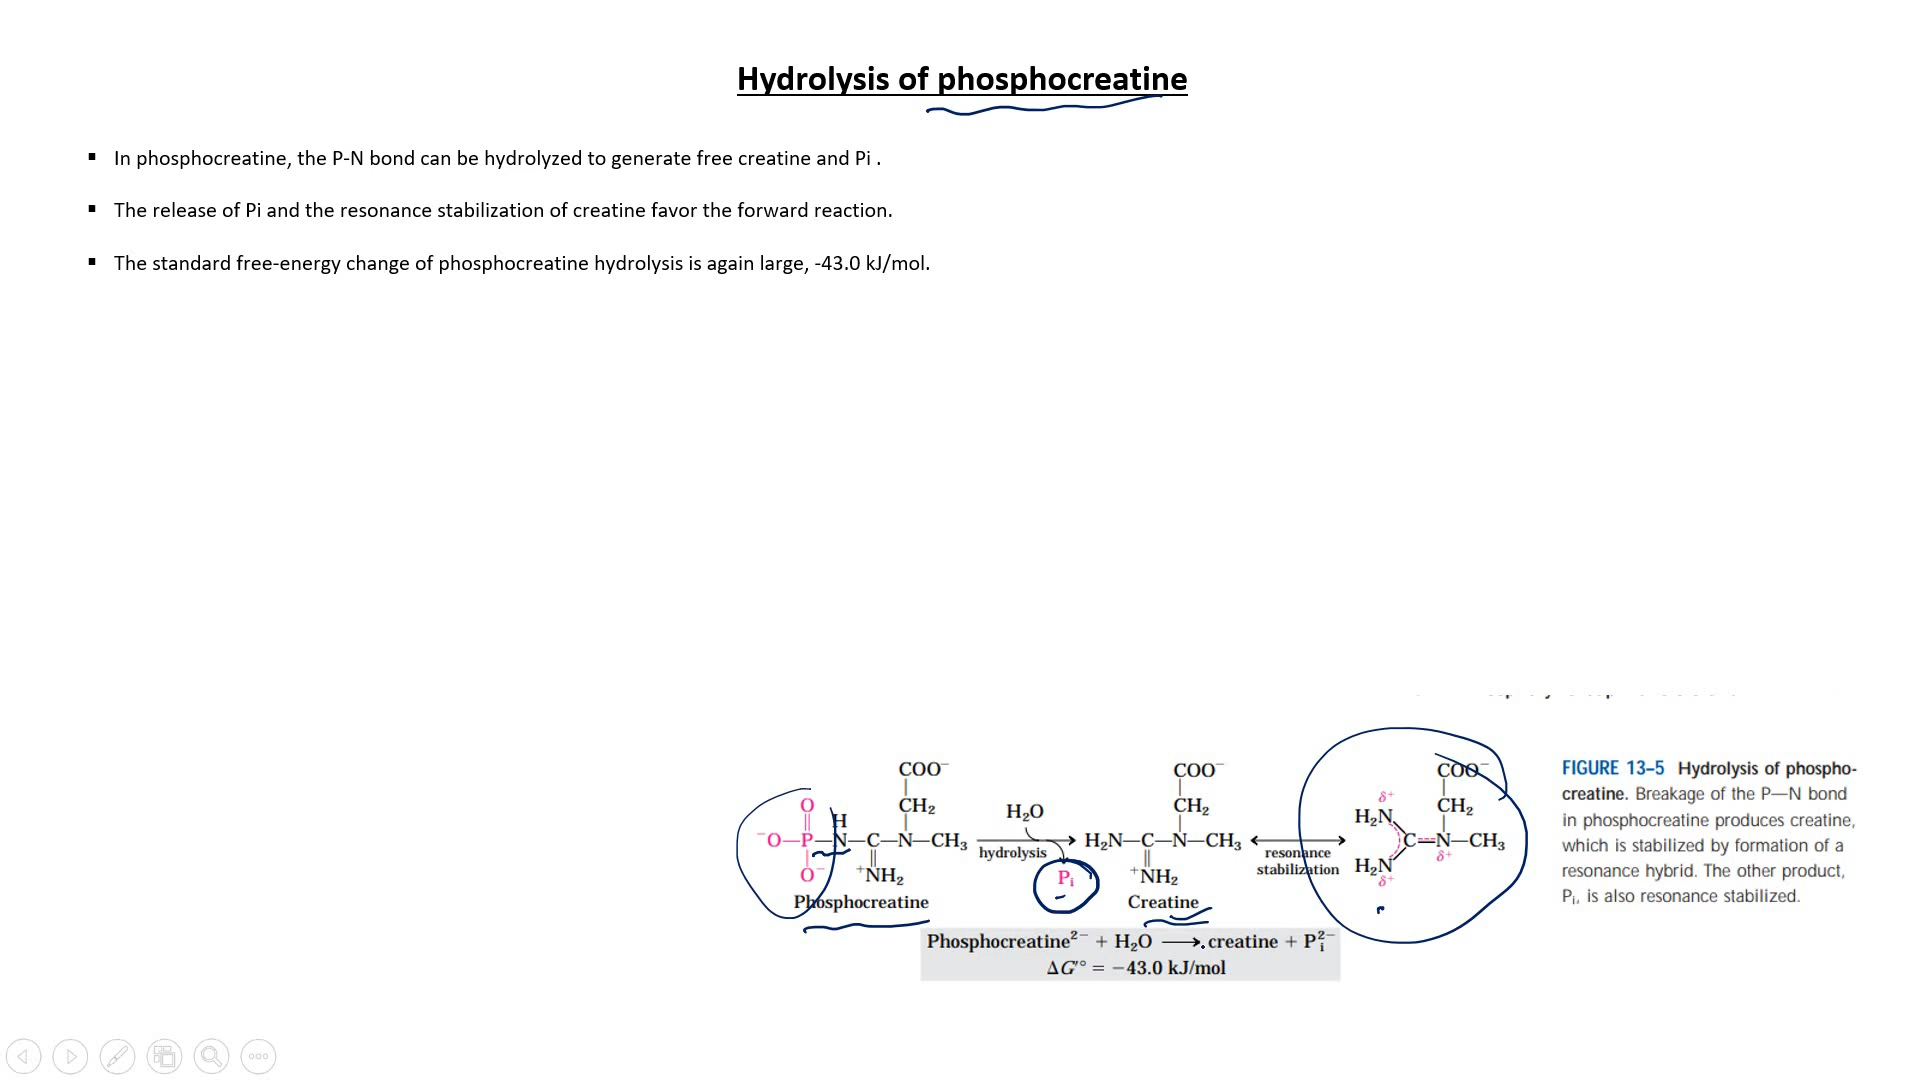 Hydrolysis of phosphocreatine
▪ In phosphocreatine, the P-N bond can be hydrolyzed to generate free creatine and Pi .
▪ The release of Pi and the resonance stabilization of creatine favor the forward reaction.
▪ The standard free-energy change of phosphocreatine hydrolysis is again large, -43.0 kJ/mol.
COO⁻
CH₂
O
⁻O—P—N—C—N—CH₃
H
O⁻
⁺NH₂
Phosphocreatine
H₂O
hydrolysis
Pᵢ
COO⁻
CH₂
H₂N—C—N—CH₃
⁺NH₂
Creatine
resonance
stabilization
COO⁻
δ⁺
CH₂
H₂N
C═N—CH₃
H₂N
δ⁺
δ⁺
Phosphocreatine²⁻ + H₂O ⟶ creatine + Pᵢ²⁻
ΔG′° = −43.0 kJ/mol
FIGURE 13–5 Hydrolysis of phospho-
creatine. Breakage of the P—N bond
in phosphocreatine produces creatine,
which is stabilized by formation of a
resonance hybrid. The other product,
Pᵢ, is also resonance stabilized.